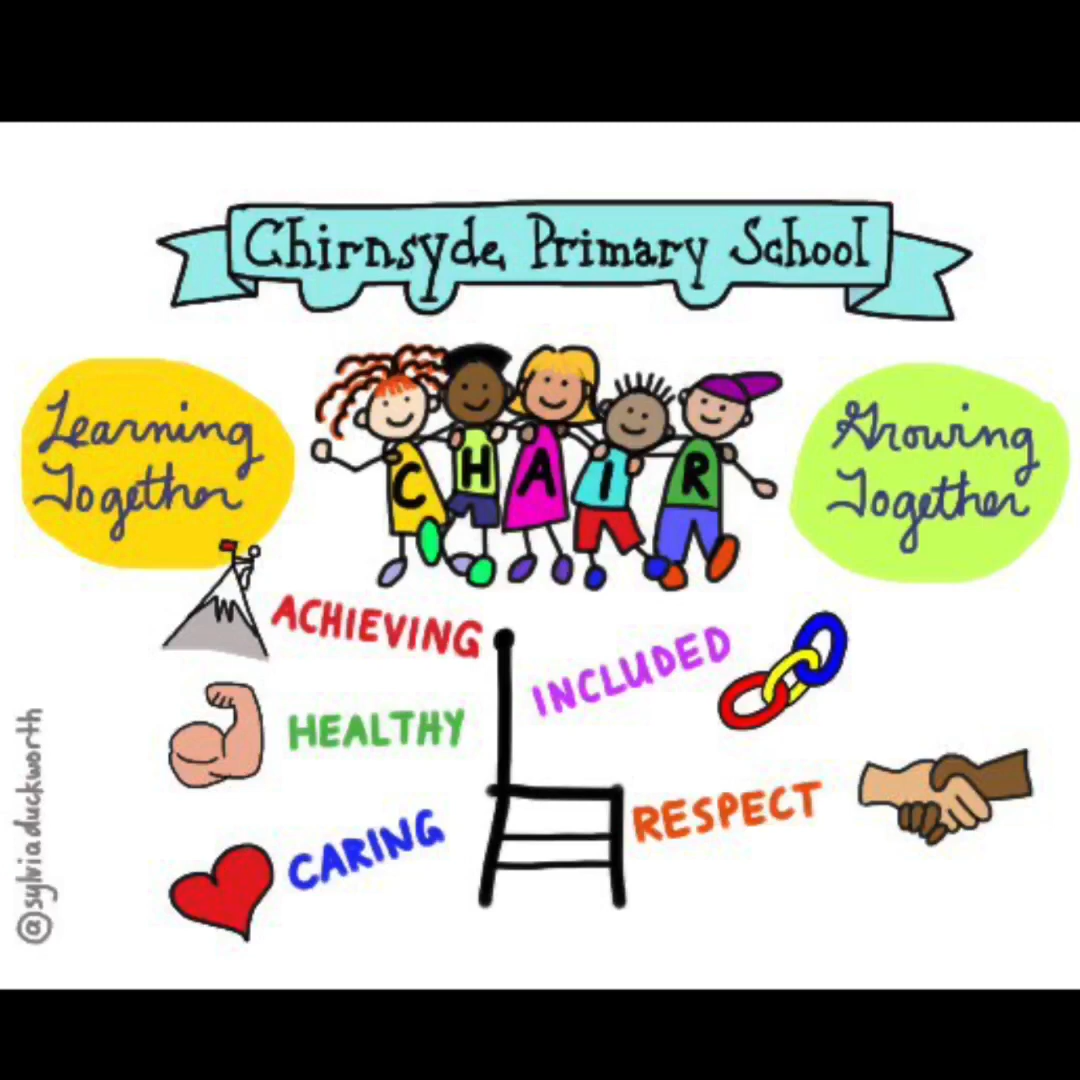 Chirnsyde Primary School
Learning
Together
C H A I R
Growing
Together
ACHIEVING
INCLUDED
HEALTHY
RESPECT
CARING
@sylviaduckworth